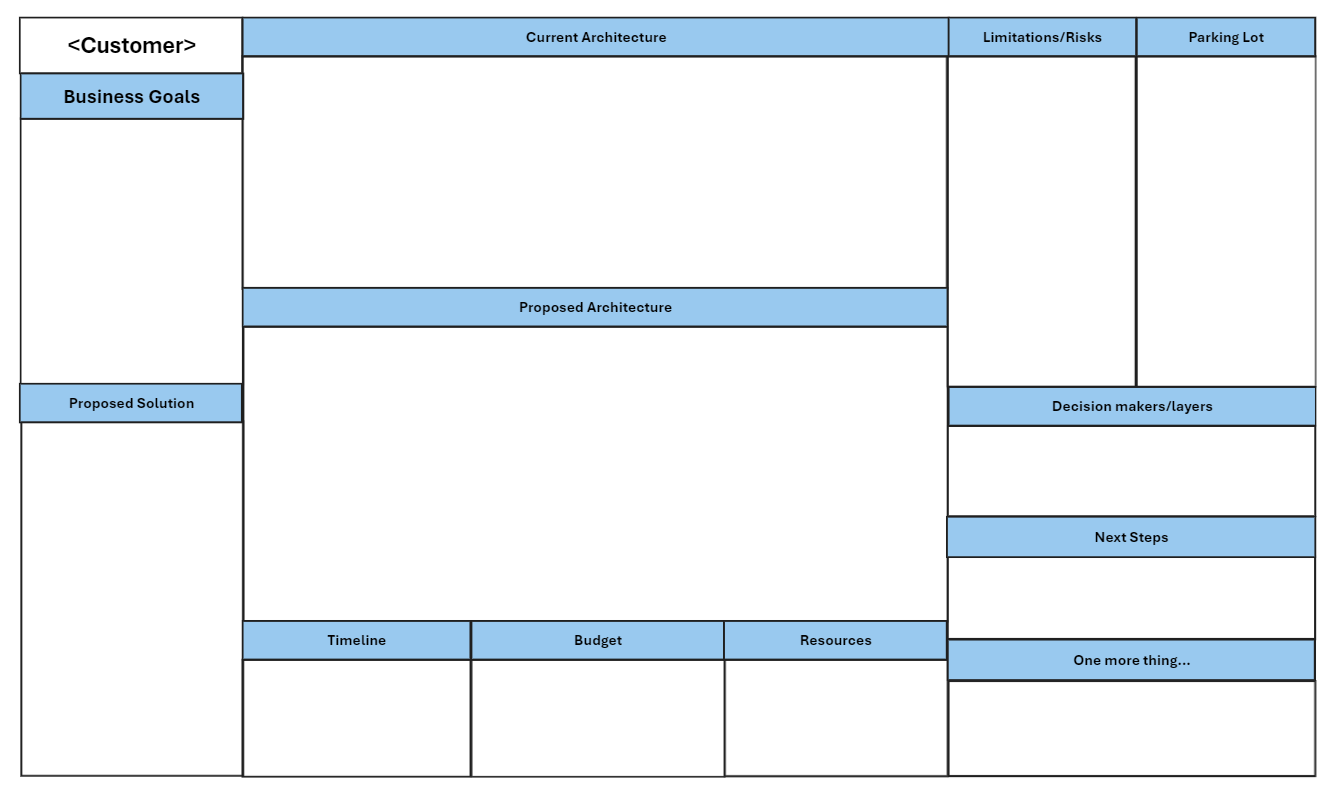 <Customer>
Current Architecture
Limitations/Risks
Parking Lot
Business Goals
Proposed Architecture
Proposed Solution
Decision makers/layers
Next Steps
Timeline
Budget
Resources
One more thing...